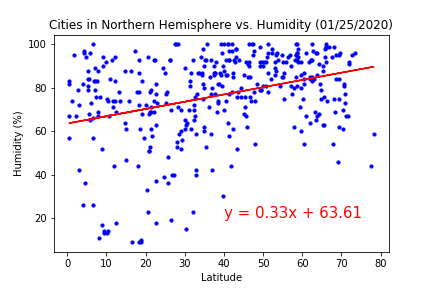 Cities in Northern Hemisphere vs. Humidity (01/25/2020)
100
80
60
40
20
Humidity (%)
y = 0.33x + 63.61
0 10 20 30 40 50 60 70 80
Latitude